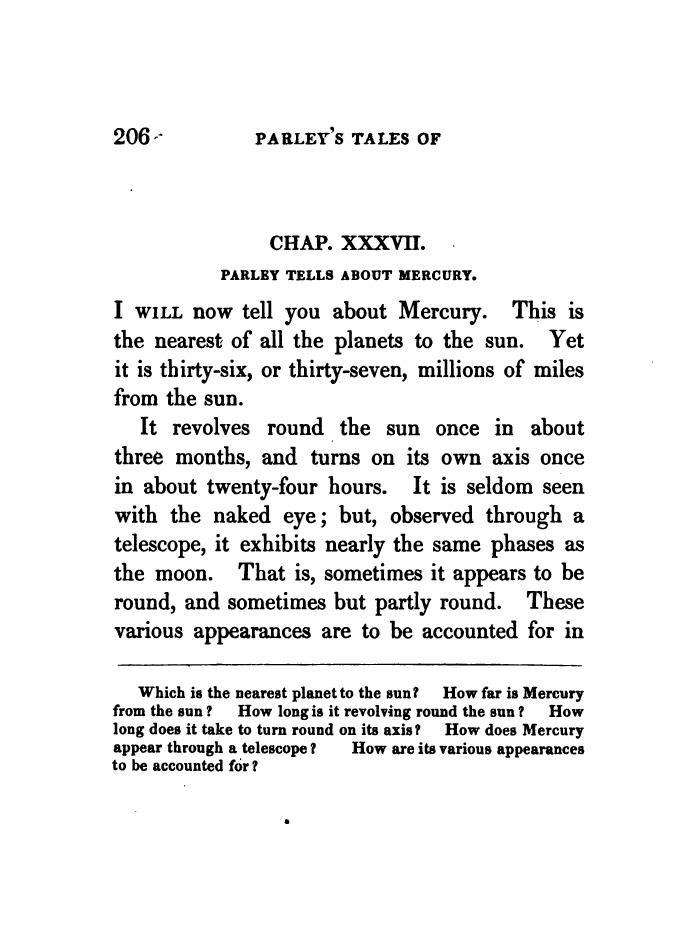 206 PARLEY'S TALES OF
CHAP. XXXVII.
PARLEY TELLS ABOUT MERCURY.
I WILL now tell you about Mercury. This is
the nearest of all the planets to the sun. Yet
it is thirty-six, or thirty-seven, millions of miles
from the sun.
It revolves round the sun once in about
three months, and turns on its own axis once
in about twenty-four hours. It is seldom seen
with the naked eye; but, observed through a
telescope, it exhibits nearly the same phases as
the moon. That is, sometimes it appears to be
round, and sometimes but partly round. These
various appearances are to be accounted for in
Which is the nearest planet to the sun? How far is Mercury
from the sun? How long is it revolving round the sun? How
long does it take to turn round on its axis? How does Mercury
appear through a telescope? How are its various appearances
to be accounted for?